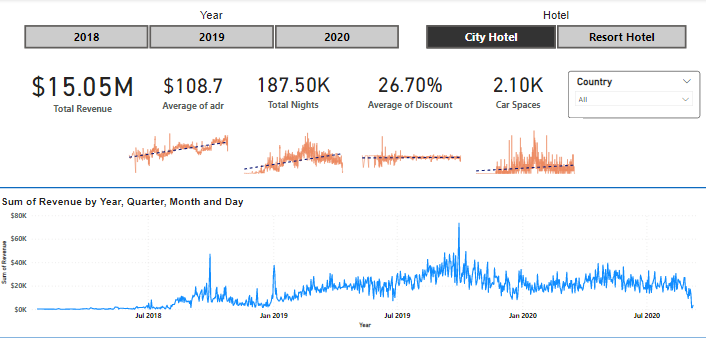 Year
Hotel
2018
2019
2020
City Hotel
Resort Hotel
$15.05M
Total Revenue
$108.7
Average of adr
187.50K
Total Nights
26.70%
Average of Discount
2.10K
Car Spaces
Country
All
Sum of Revenue by Year, Quarter, Month and Day
Sum of Revenue
$80K
$60K
$40K
$20K
$0K
Jul 2018
Jan 2019
Jul 2019
Jan 2020
Jul 2020
Year